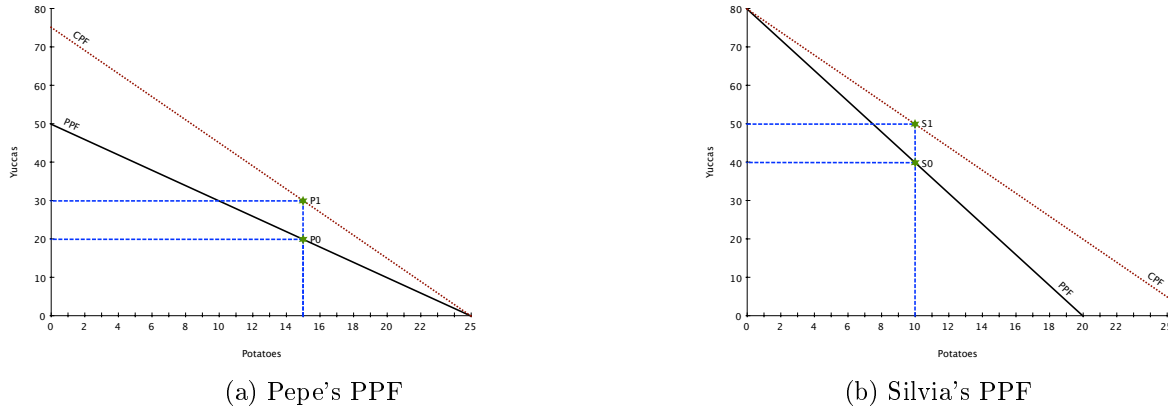 80
70
60
50
40
30
20
10
0
Yuccas
CPF
PPF
P1
P0
0 2 4 6 8 10 12 14 16 18 20 22 25
Potatoes
(a) Pepe's PPF
80
70
60
50
40
30
20
10
0
Yuccas
S1
S0
PPF
CPF
0 2 4 6 8 10 12 14 16 18 20 22 25
Potatoes
(b) Silvia's PPF